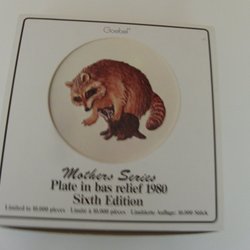 Goebel
Mothers Series
Plate in bas relief 1980
Sixth Edition
Limited to 10.000 pieces - Limité à 10.000 pièces - Limitierte Auflage: 10.000 Stück